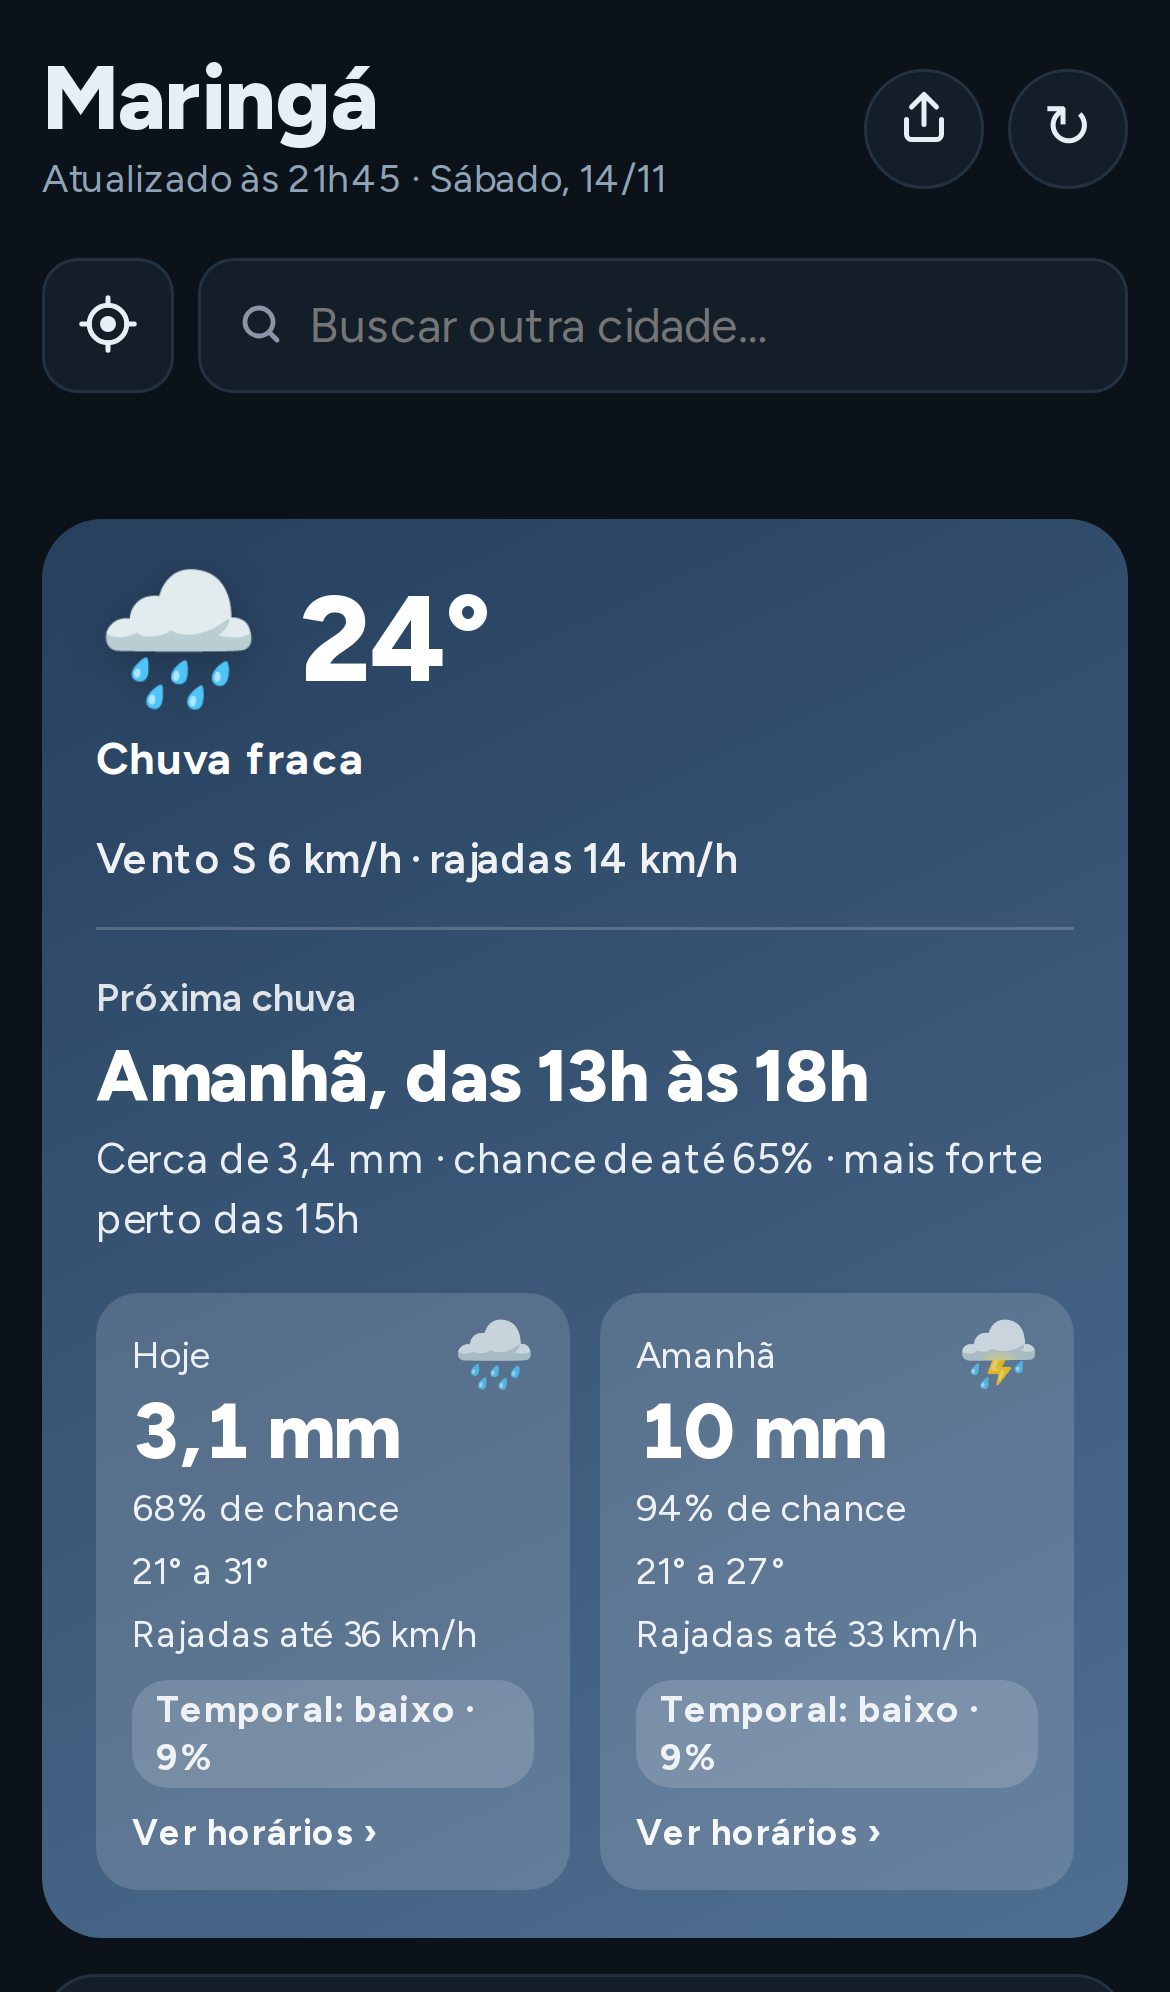 Maringá
Atualizado às 21h45 · Sábado, 14/11
Buscar outra cidade...
24°
Chuva fraca
Vento S 6 km/h · rajadas 14 km/h
Próxima chuva
Amanhã, das 13h às 18h
Cerca de 3,4 mm · chance de até 65% · mais forte
perto das 15h
Hoje
3,1 mm
68% de chance
21° a 31°
Rajadas até 36 km/h
Temporal: baixo ·
9%
Ver horários ›
Amanhã
10 mm
94% de chance
21° a 27°
Rajadas até 33 km/h
Temporal: baixo ·
9%
Ver horários ›